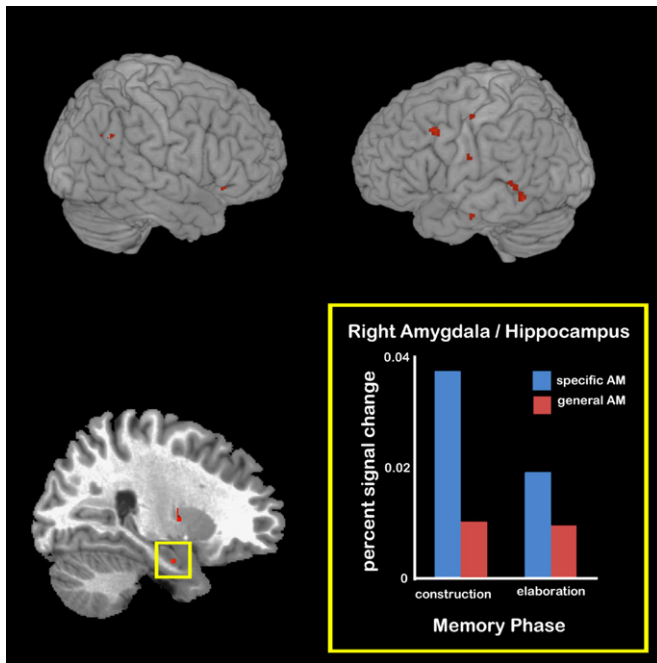 Right Amygdala / Hippocampus
0.04
0.02
0
percent signal change
specific AM
general AM
construction
elaboration
Memory Phase